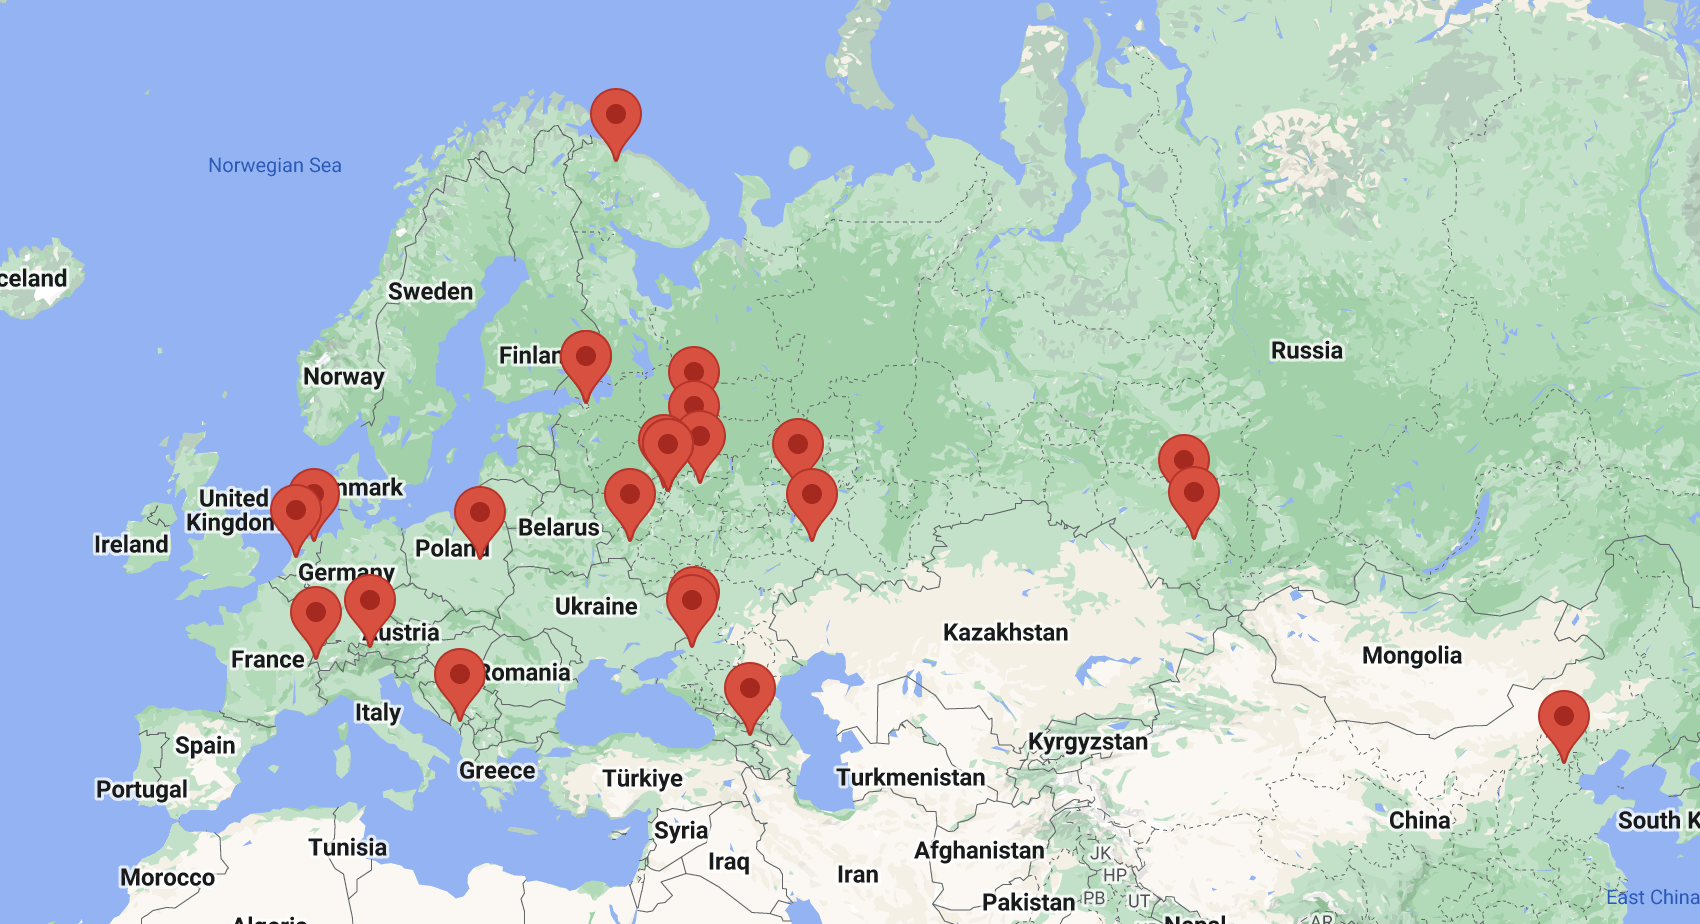 Norwegian Sea
celand
Sweden
Finlan
Russia
Norway
United
Kingdon
nmark
Ireland
Belarus
Poland
Germany
Ukraine
Austria
Kazakhstan
France
Mongolia
Romania
Italy
Spain
Kyrgyzstan
Greece
Türkiye
Turkmenistan
Portugal
China
South K
Syria
Tunisia
Afghanistan
JK
Iraq
HP
Iran
Morocco
PB
UT
Pakistan
East China
Nepal
AR
Algeria